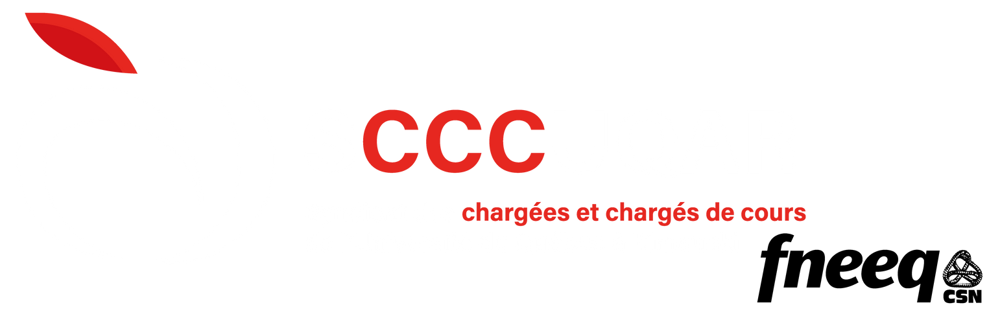 CCC
chargées et chargés de cours
fneeq
CSN